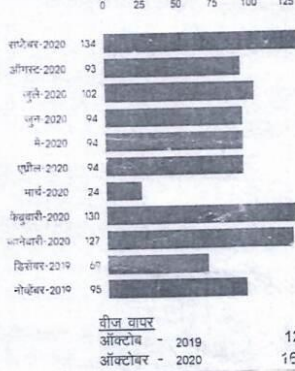 0 25 50 75 100 125
सप्टेंबर-2020 134
ऑगस्ट-2020 93
जुलै-2020 102
जुन-2020 94
मे-2020 94
एप्रील-2020 94
मार्च-2020 24
फेब्रुवारी-2020 130
जानेवारी-2020 127
डिसेंबर-2019
नोव्हेंबर-2019 95
वीज वापर
ऑक्टोब - 2019
ऑक्टोबर - 2020